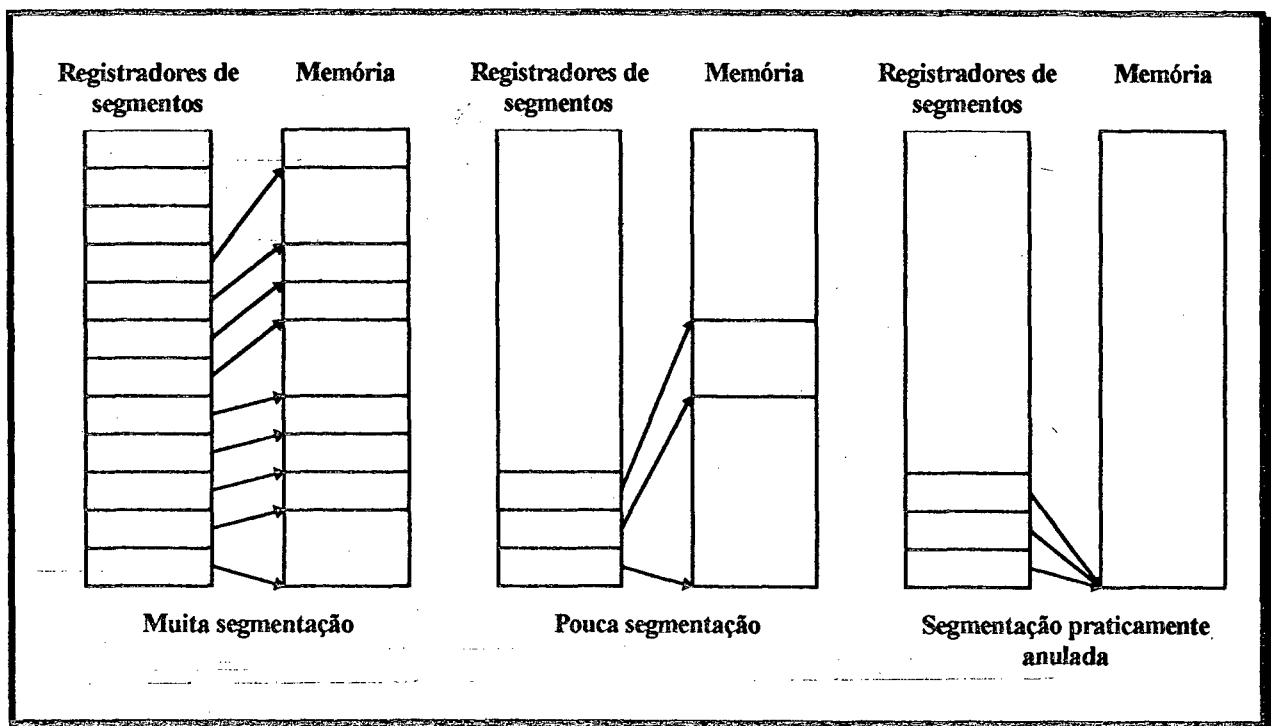 Registradores de
segmentos
Memória
Registradores de
segmentos
Memória
Registradores de
segmentos
Memória
Muita segmentação
Pouca segmentação
Segmentação praticamente
anulada